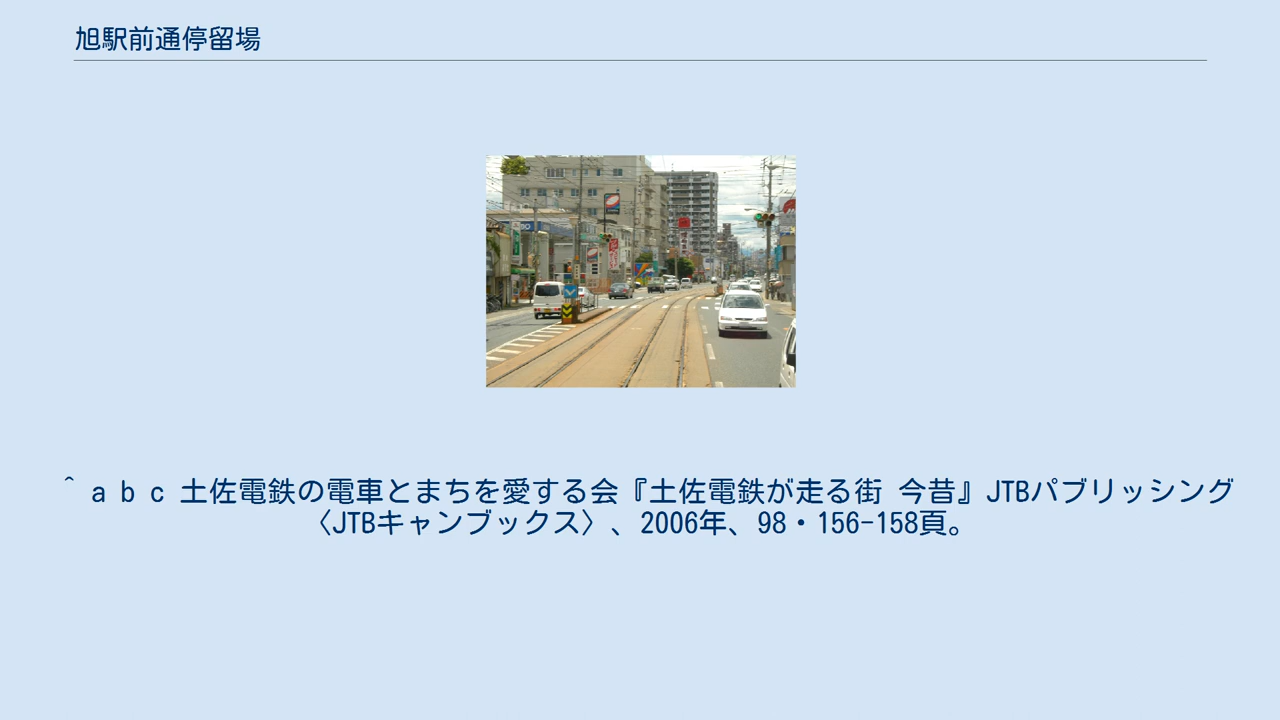 旭駅前通停留場
^ a b c 土佐電鉄の電車とまちを愛する会『土佐電鉄が走る街 今昔』JTBパブリッシング
〈JTBキャンブックス〉、2006年、98・156-158頁。